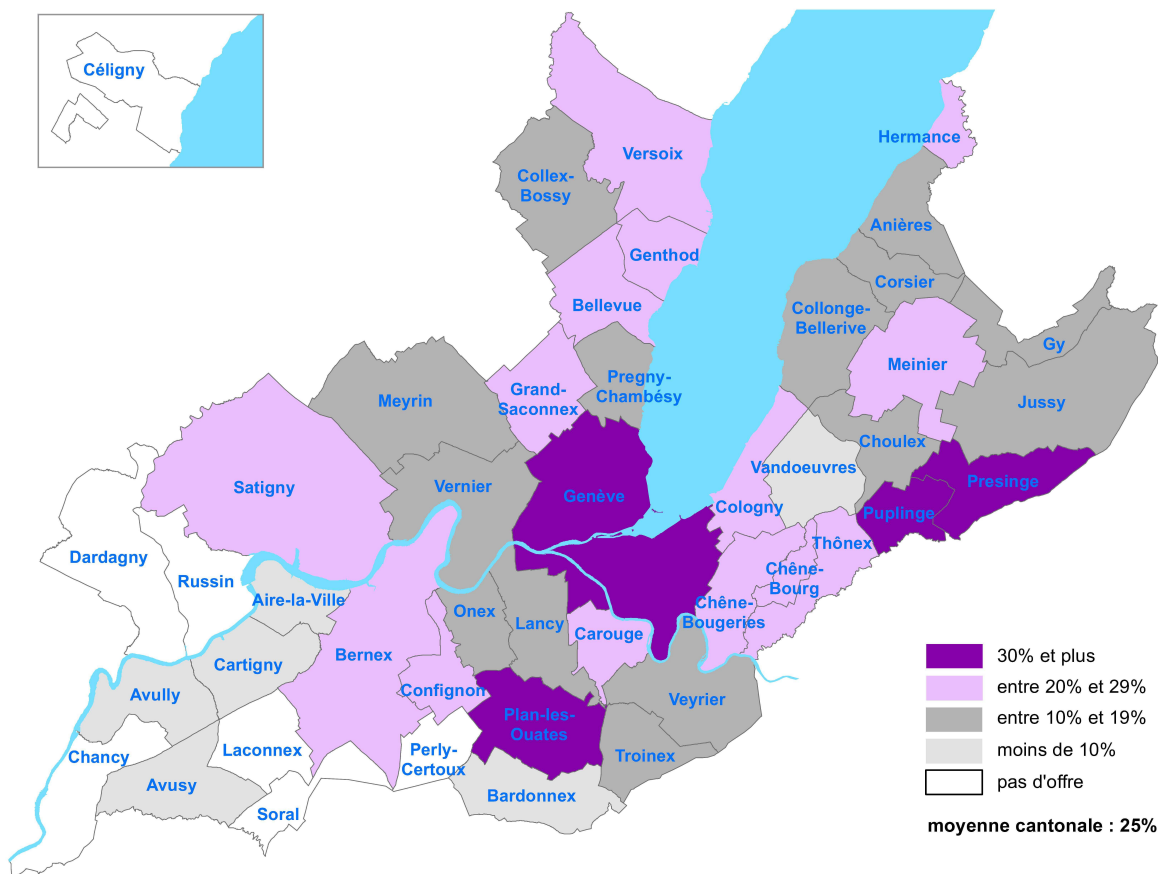 Céligny
Hermance
Versoix
Collex-
Bossy
Anières
Genthod
Corsier
Bellevue
Collonge-
Bellerive
Gy
Meinier
Pregny-
Chambésy
Grand-
Saconnex
Meyrin
Jussy
Choulex
Vandoeuvres
Presinge
Satigny
Vernier
Genève
Cologny
Puplinge
Thônex
Dardagny
Russin
Chêne-
Bourg
Aire-la-Ville
Chêne-
Bougeries
Onex
Lancy
Carouge
Bernex
Cartigny
Confignon
Avully
Veyrier
Plan-les-
Ouates
Chancy
Laconnex
Perly-
Certoux
Troinex
Avusy
Bardonnex
Soral
30% et plus
entre 20% et 29%
entre 10% et 19%
moins de 10%
pas d'offre
moyenne cantonale : 25%